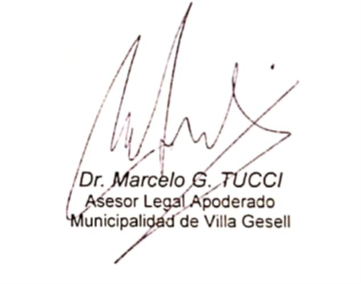 Dr. Marcelo G. TUCCI
Asesor Legal Apoderado
Municipalidad de Villa Gesell